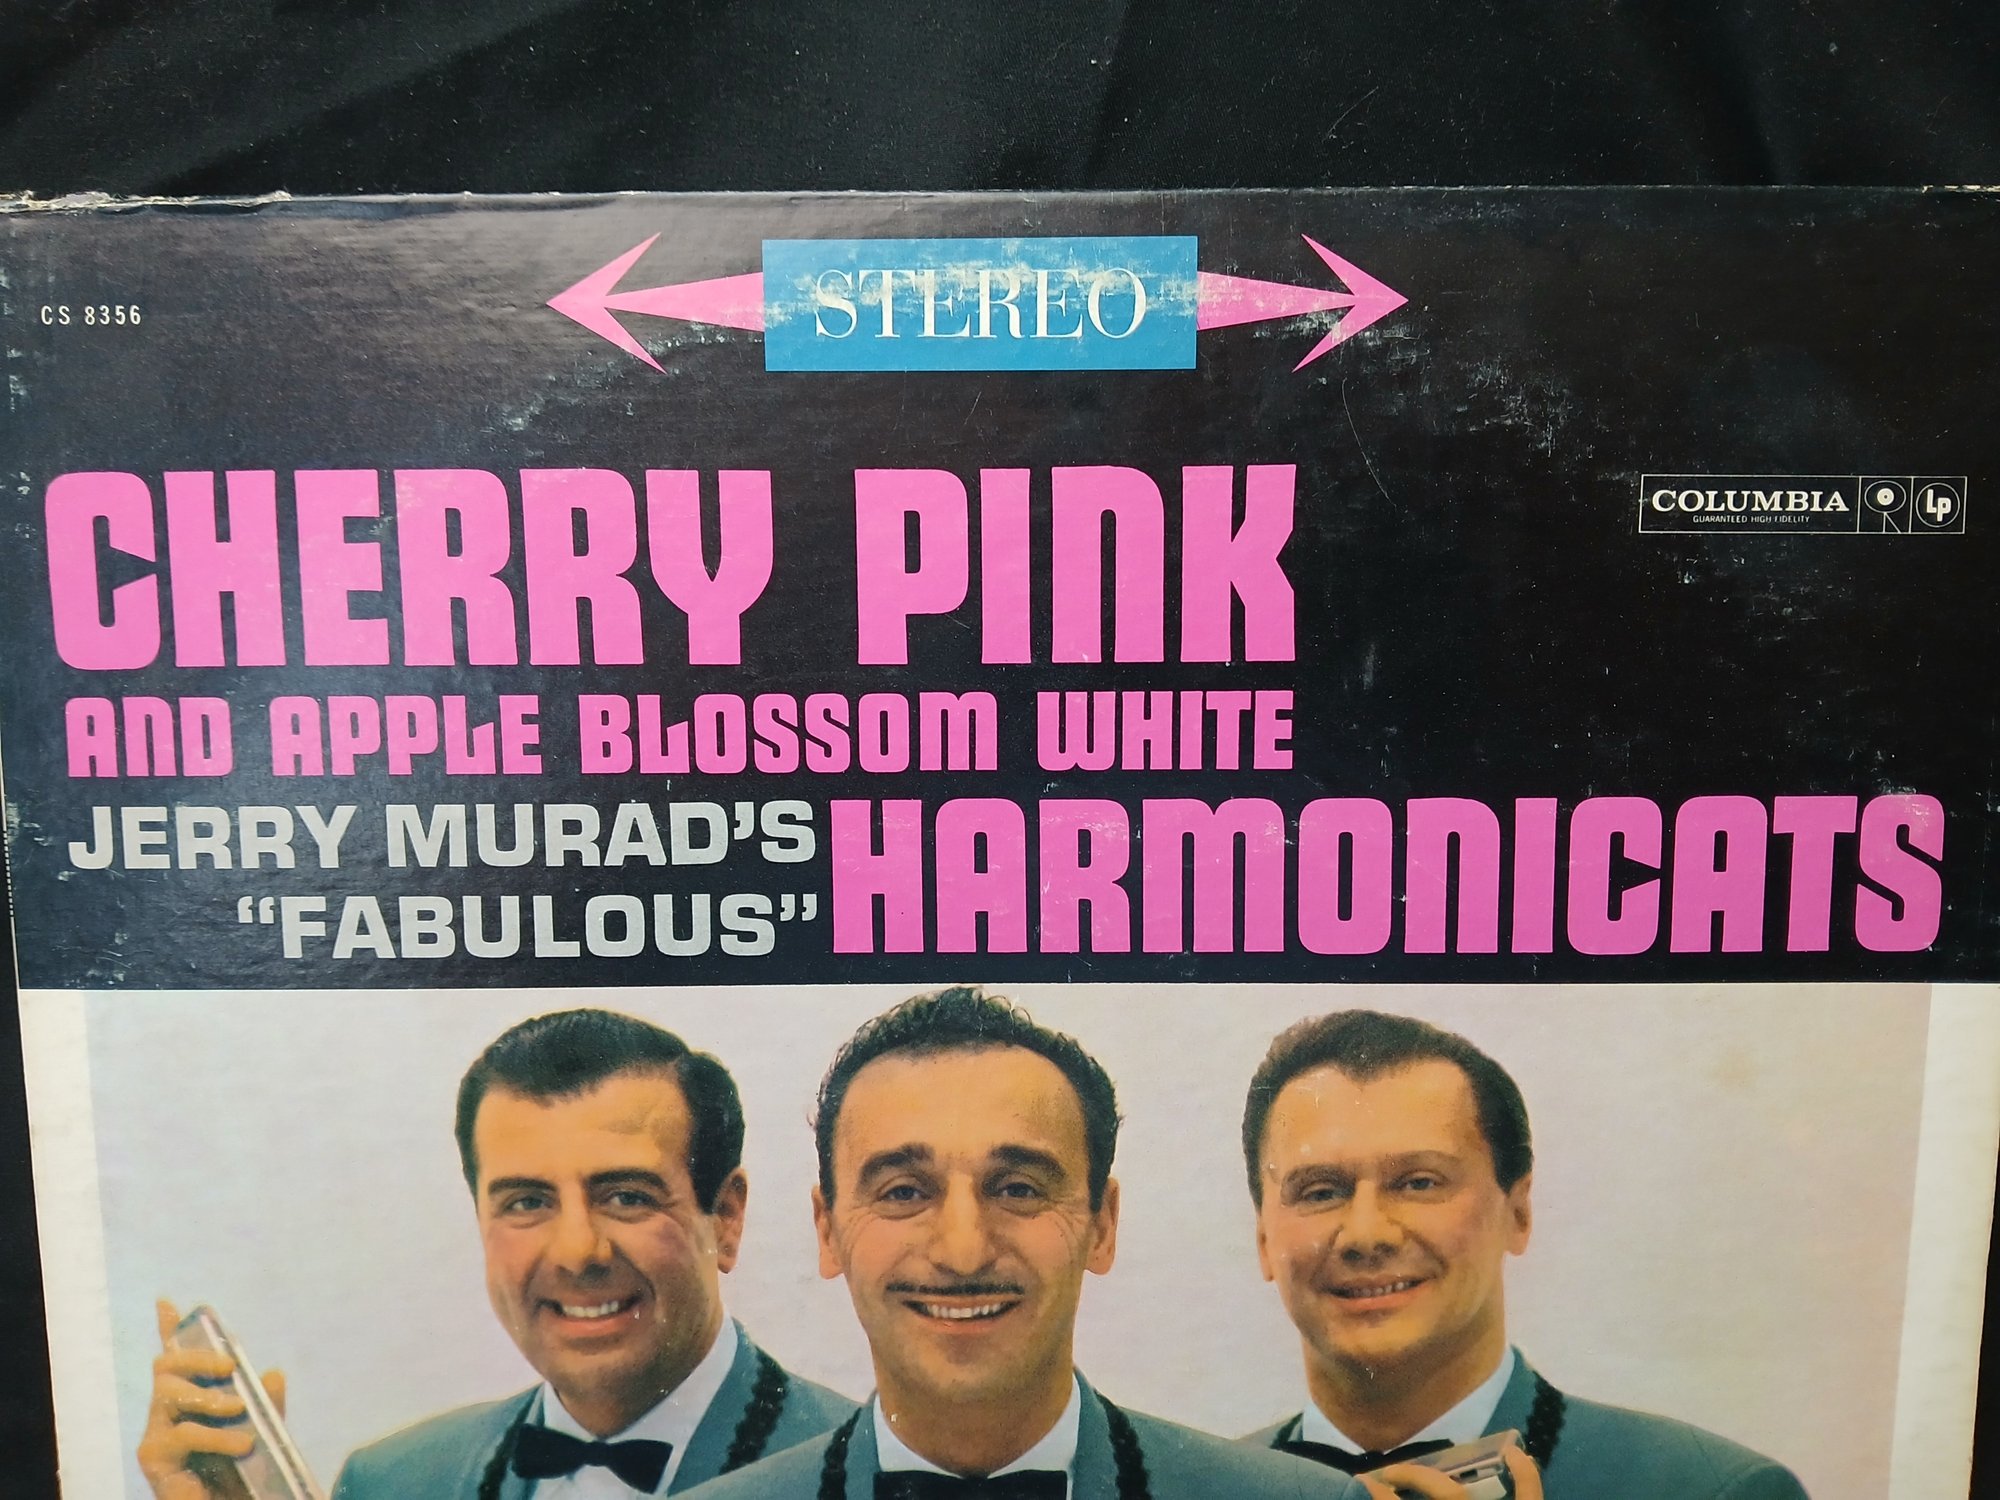 STEREO
CS 8356
CHERRY PINK
COLUMBIA
GUARANTEED HIGH FIDELITY
Lp
AND APPLE BLOSSOM WHITE
JERRY MURAD'S
"FABULOUS"
HARMONICATS